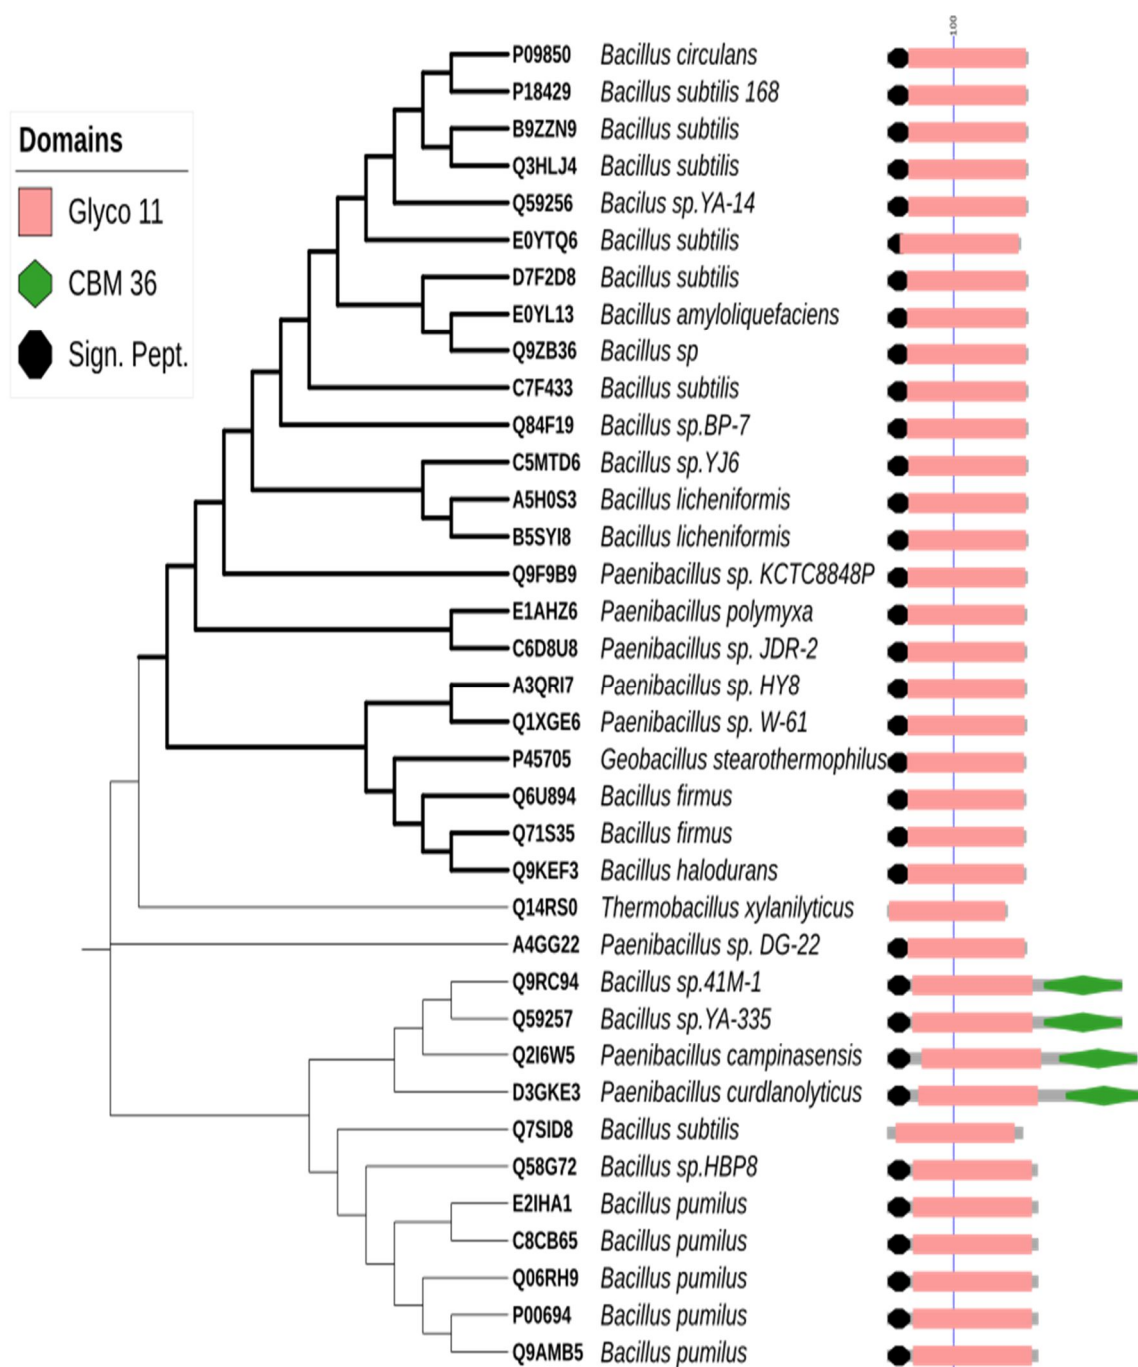 100
P09850 Bacillus circulans
P18429 Bacillus subtilis 168
B9ZZN9 Bacillus subtilis
Q3HLJ4 Bacillus subtilis
Q59256 Bacilus sp.YA-14
E0YTQ6 Bacillus subtilis
D7F2D8 Bacillus subtilis
E0YL13 Bacillus amyloliquefaciens
Q9ZB36 Bacillus sp
C7F433 Bacillus subtilis
Q84F19 Bacillus sp.BP-7
C5MTD6 Bacillus sp.YJ6
A5H0S3 Bacillus licheniformis
B5SYI8 Bacillus licheniformis
Q9F9B9 Paenibacillus sp. KCTC8848P
E1AHZ6 Paenibacillus polymyxa
C6D8U8 Paenibacillus sp. JDR-2
A3QRI7 Paenibacillus sp. HY8
Q1XGE6 Paenibacillus sp. W-61
P45705 Geobacillus stearothermophilus
Q6U894 Bacillus firmus
Q71S35 Bacillus firmus
Q9KEF3 Bacillus halodurans
Q14RS0 Thermobacillus xylanilyticus
A4GG22 Paenibacillus sp. DG-22
Q9RC94 Bacillus sp.41M-1
Q59257 Bacillus sp.YA-335
Q2I6W5 Paenibacillus campinasensis
D3GKE3 Paenibacillus curdlanolyticus
Q7SID8 Bacillus subtilis
Q58G72 Bacillus sp.HBP8
E2IHA1 Bacillus pumilus
C8CB65 Bacillus pumilus
Q06RH9 Bacillus pumilus
P00694 Bacillus pumilus
Q9AMB5 Bacillus pumilus
Domains
Glyco 11
CBM 36
Sign. Pept.